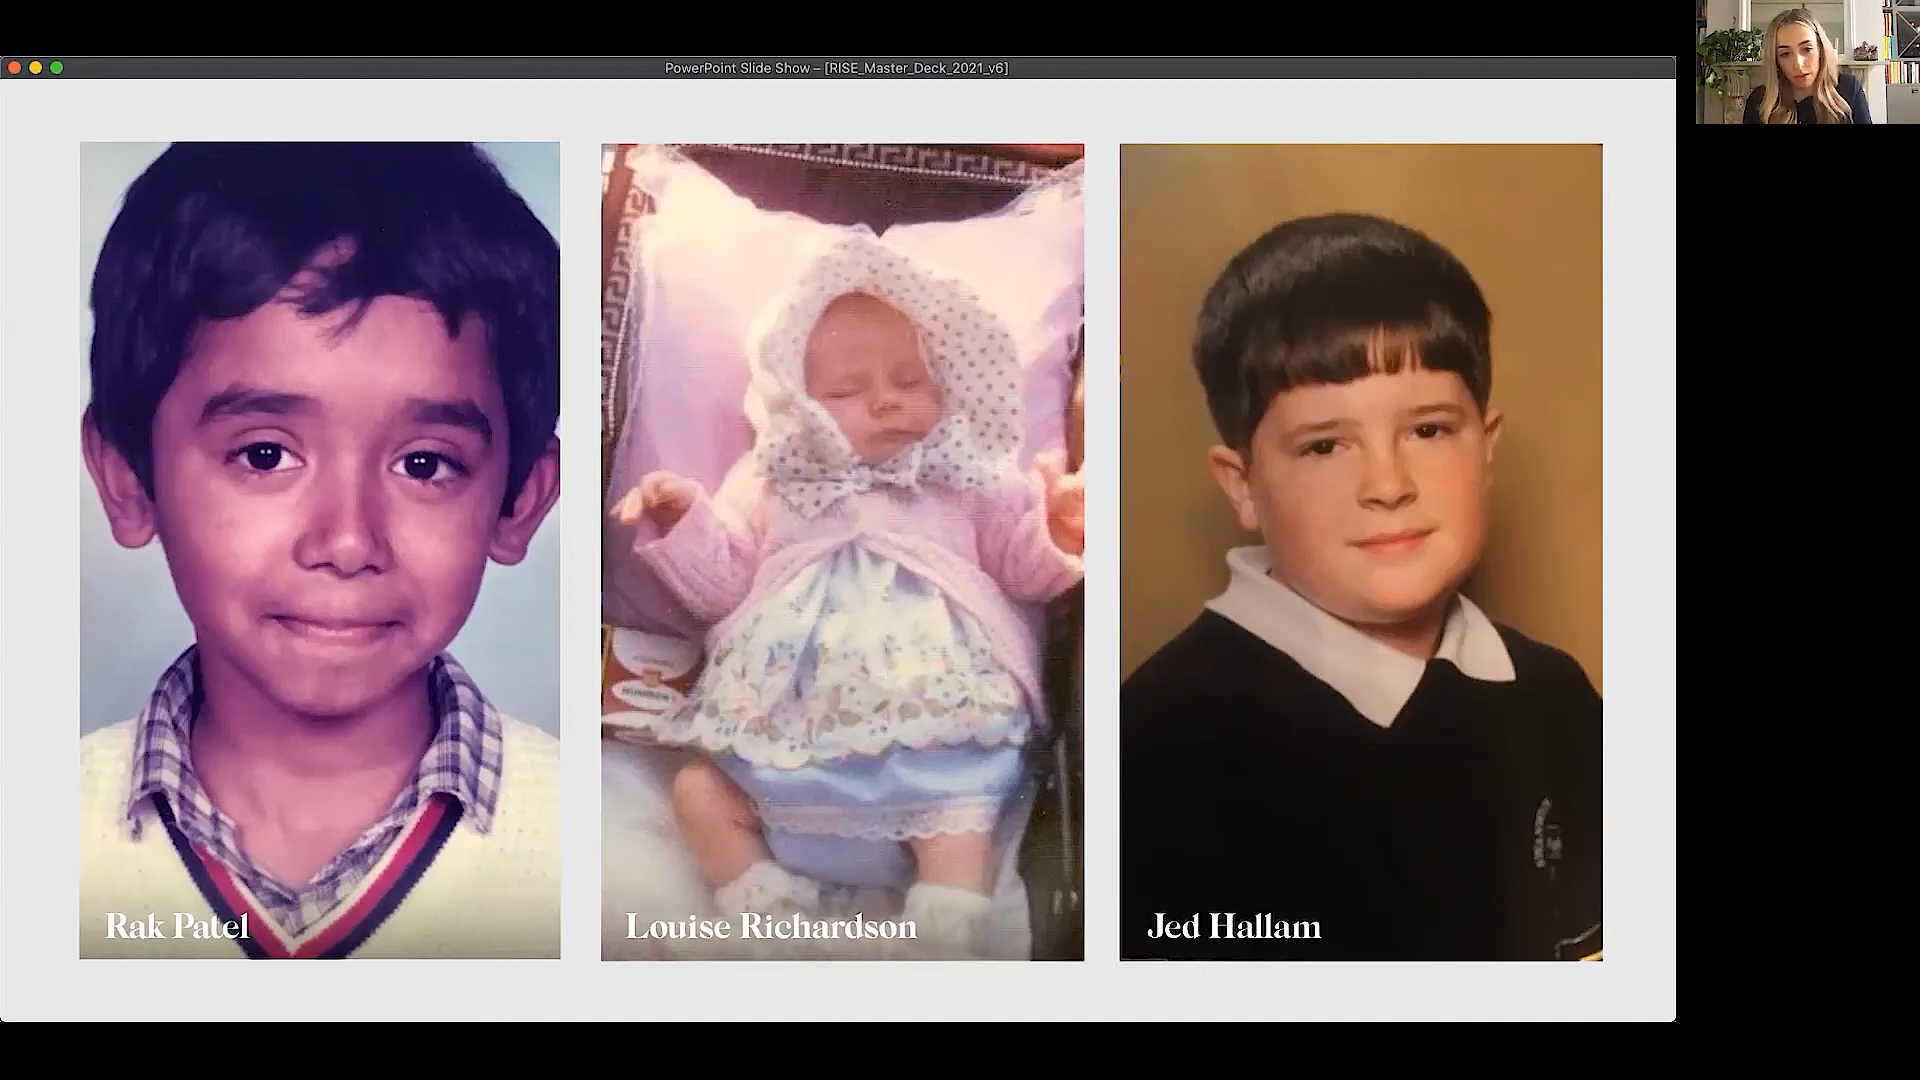 PowerPoint Slide Show – [RISE_Master_Deck_2021_v6]
Rak Patel
Louise Richardson
Jed Hallam